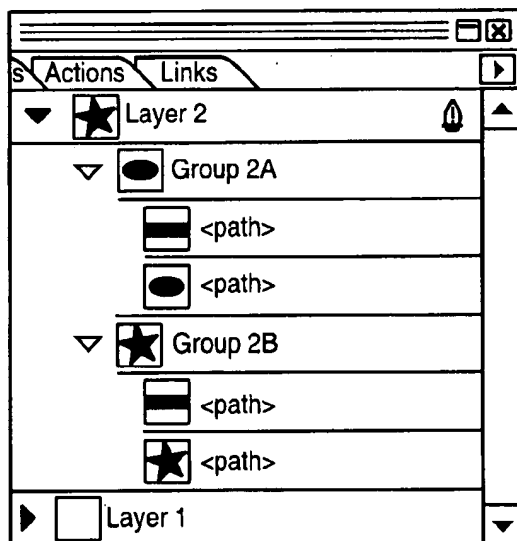 s Actions Links
Layer 2
Group 2A
<path>
<path>
Group 2B
<path>
<path>
Layer 1